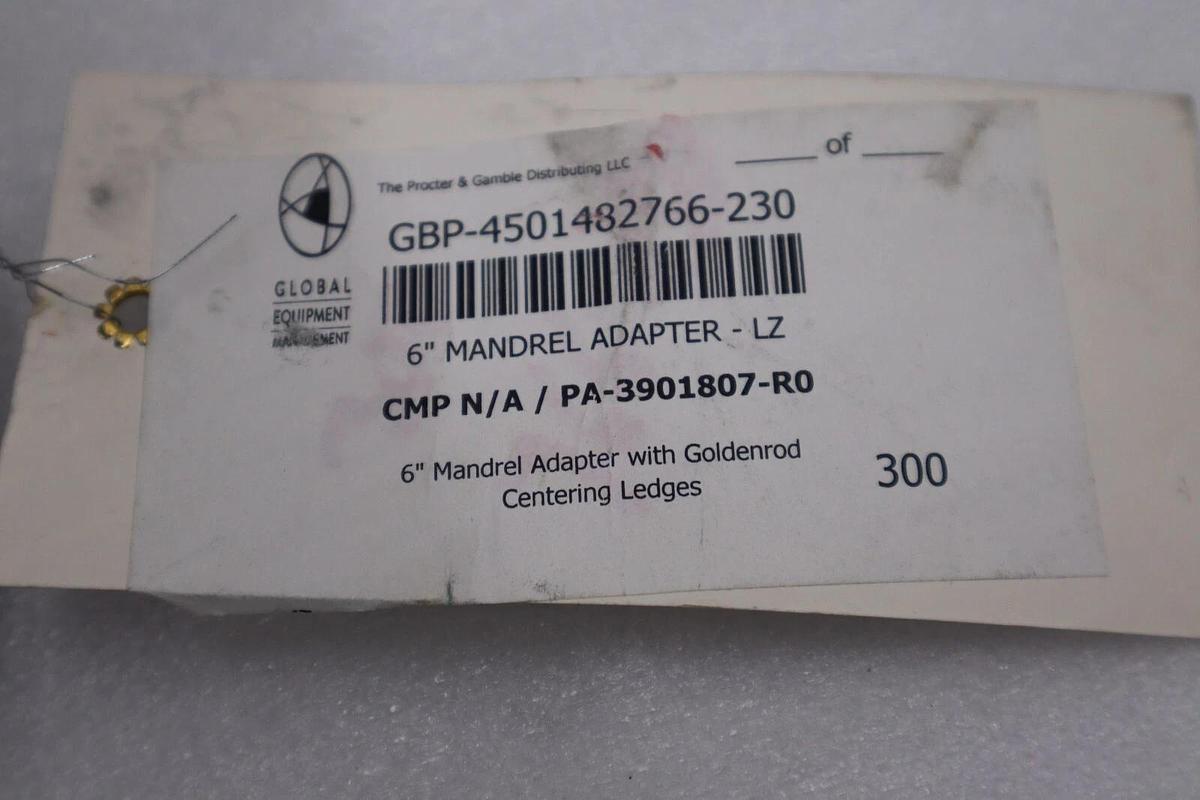 The Procter & Gamble Distributing LLC
of
GBP-4501482766-230
GLOBAL
EQUIPMENT
MANAGEMENT
6" MANDREL ADAPTER - LZ
CMP N/A / PA-3901807-R0
6" Mandrel Adapter with Goldenrod
Centering Ledges
300